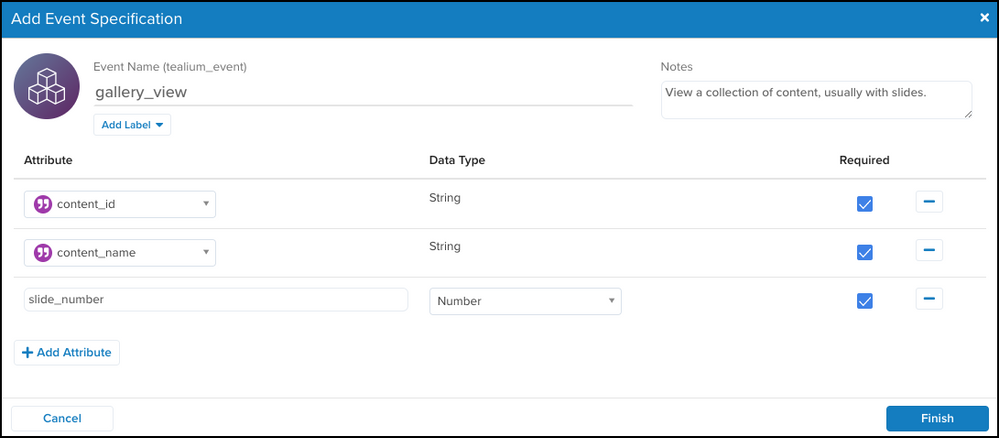 Add Event Specification ×
Event Name (tealium_event)
Notes
gallery_view
View a collection of content, usually with slides.
Add Label
Attribute Data Type Required
content_id String
content_name String
slide_number Number
+ Add Attribute
Cancel Finish